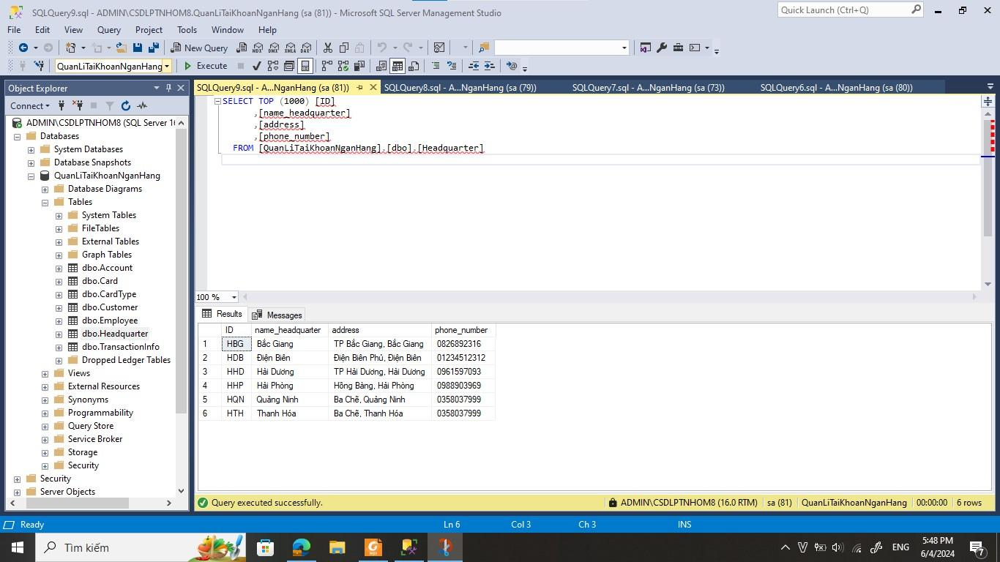 SQLQuery9.sql - ADMIN\CSDLPTNHOM8.QuanLiTaiKhoanNganHang (sa (81)) - Microsoft SQL Server Management Studio
Quick Launch (Ctrl+Q)
File Edit View Query Project Tools Window Help
New Query MDX DMX XMLA DAX
QuanLiTaiKhoanNganHang Execute
Object Explorer
Connect
ADMIN\CSDLPTNHOM8 (SQL Server 16
Databases
System Databases
Database Snapshots
QuanLiTaiKhoanNganHang
Database Diagrams
Tables
System Tables
FileTables
External Tables
Graph Tables
dbo.Account
dbo.Card
dbo.CardType
dbo.Customer
dbo.Employee
dbo.Headquarter
dbo.TransactionInfo
Dropped Ledger Tables
Views
External Resources
Synonyms
Programmability
Query Store
Service Broker
Storage
Security
Security
Server Objects
SQLQuery9.sql - A...NganHang (sa (81)) SQLQuery8.sql - A...NganHang (sa (79)) SQLQuery7.sql - A...NganHang (sa (73)) SQLQuery6.sql - A...NganHang (sa (80))
SELECT TOP (1000) [ID]
,[name_headquarter]
,[address]
,[phone_number]
FROM [QuanLiTaiKhoanNganHang].[dbo].[Headquarter]
100 %
Results Messages
ID name_headquarter address phone_number
1 HBG Bắc Giang TP Bắc Giang, Bắc Giang 0826892316
2 HDB Điện Biên Điện Biên Phủ, Điện Biên 01234512312
3 HHD Hải Dương TP Hải Dương, Hải Dương 0961597093
4 HHP Hải Phòng Hồng Bàng, Hải Phòng 0988903969
5 HQN Quảng Ninh Ba Chẽ, Quảng Ninh 0358037999
6 HTH Thanh Hóa Ba Chẽ, Thanh Hóa 0358037999
Query executed successfully. ADMIN\CSDLPTNHOM8 (16.0 RTM) sa (81) QuanLiTaiKhoanNganHang 00:00:00 6 rows
Ready Ln 6 Col 3 Ch 3 INS
Tìm kiếm ENG 5:48 PM
6/4/2024 7